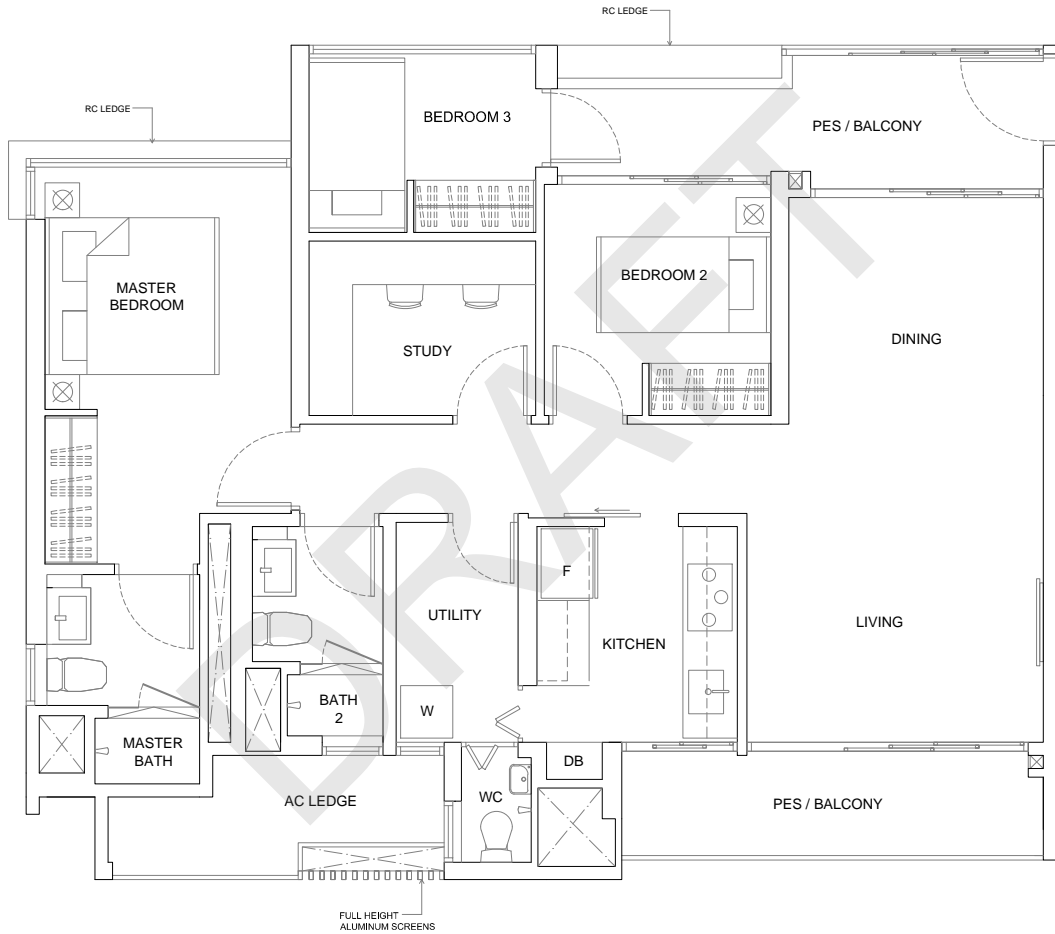 RC LEDGE
RC LEDGE
BEDROOM 3
PES / BALCONY
MASTER
BEDROOM
BEDROOM 2
STUDY
DINING
F
UTILITY
KITCHEN
LIVING
W
BATH
2
MASTER
BATH
DB
AC LEDGE
WC
PES / BALCONY
FULL HEIGHT
ALUMINUM SCREENS
DRAFT